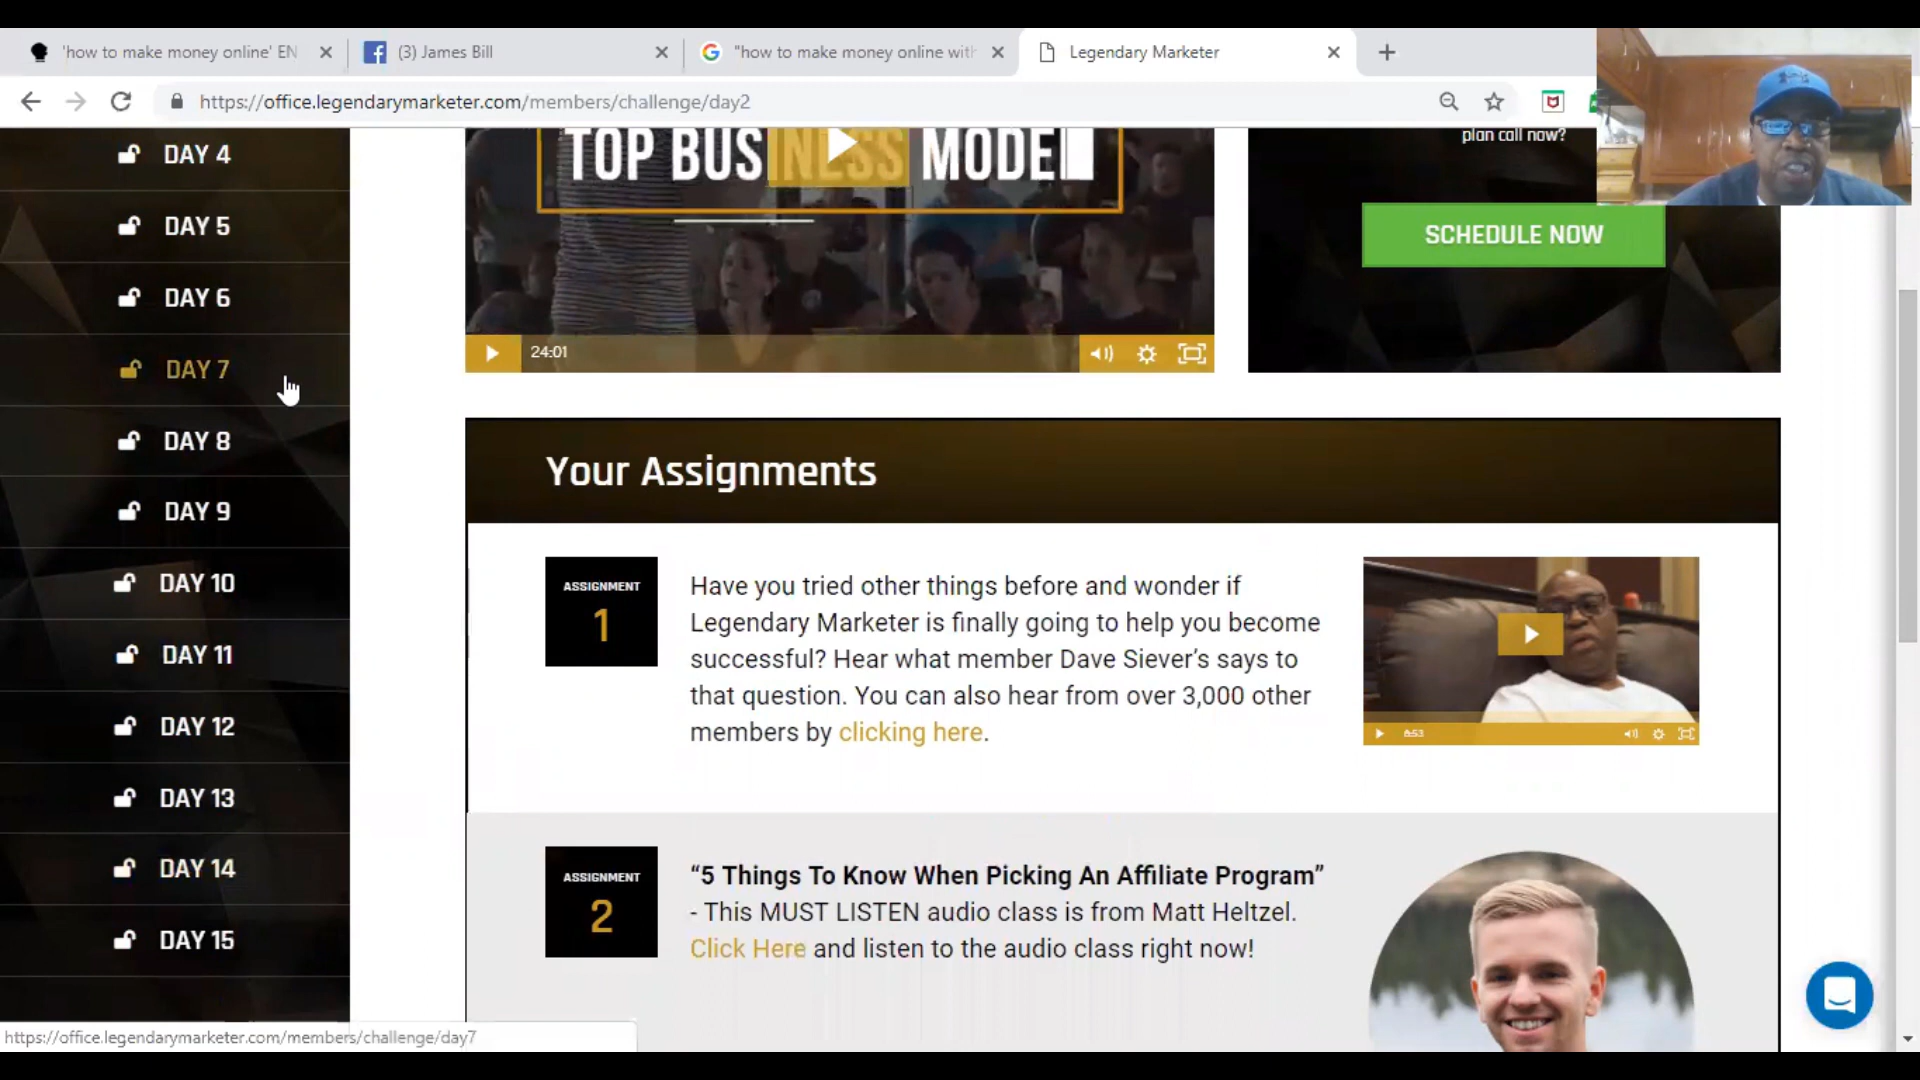 'how to make money online' EN
(3) James Bill
"how to make money online with
Legendary Marketer
https://office.legendarymarketer.com/members/challenge/day2
DAY 4
DAY 5
DAY 6
DAY 7
DAY 8
DAY 9
DAY 10
DAY 11
DAY 12
DAY 13
DAY 14
DAY 15
TOP BUSINESS MODEL
24:01
plan call now?
SCHEDULE NOW
Your Assignments
ASSIGNMENT
1
Have you tried other things before and wonder if
Legendary Marketer is finally going to help you become
successful? Hear what member Dave Siever's says to
that question. You can also hear from over 3,000 other
members by clicking here.
6:53
ASSIGNMENT
2
“5 Things To Know When Picking An Affiliate Program”
- This MUST LISTEN audio class is from Matt Heltzel.
Click Here and listen to the audio class right now!
https://office.legendarymarketer.com/members/challenge/day7